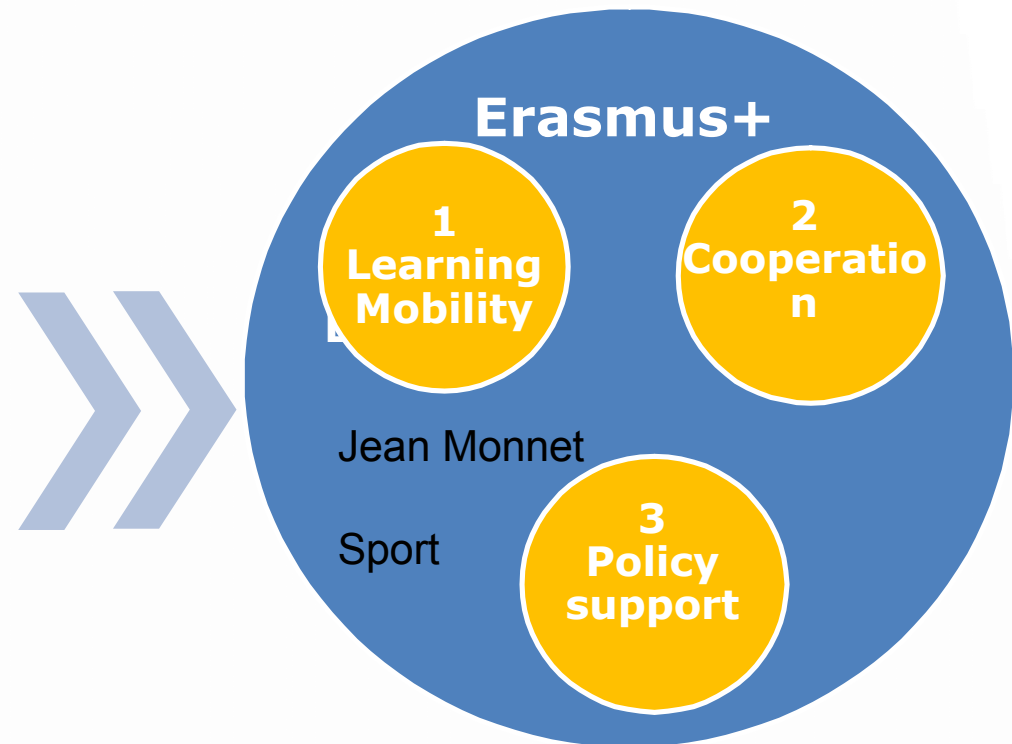 Erasmus+
1
Learning
Mobility
2
Cooperatio
n
Jean Monnet
Sport
3
Policy
support